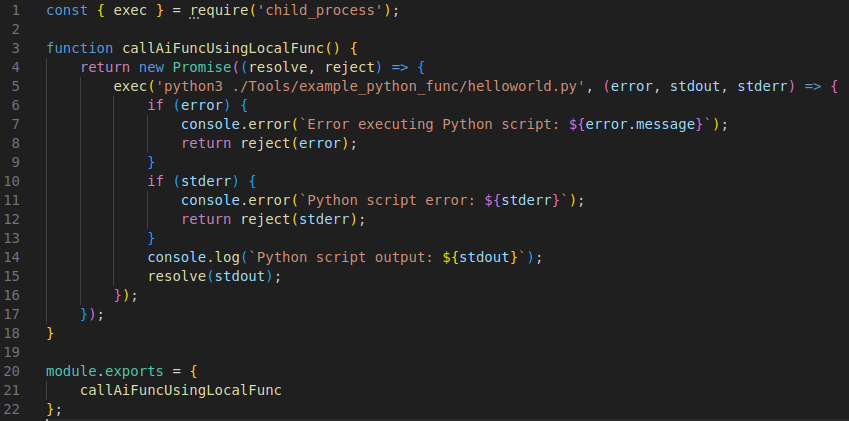 1 const { exec } = require('child_process');
2
3 function callAiFuncUsingLocalFunc() {
4     return new Promise((resolve, reject) => {
5         exec('python3 ./Tools/example_python_func/helloworld.py', (error, stdout, stderr) => {
6             if (error) {
7                 console.error(`Error executing Python script: ${error.message}`);
8                 return reject(error);
9             }
10             if (stderr) {
11                 console.error(`Python script error: ${stderr}`);
12                 return reject(stderr);
13             }
14             console.log(`Python script output: ${stdout}`);
15             resolve(stdout);
16         });
17     });
18 }
19
20 module.exports = {
21     callAiFuncUsingLocalFunc
22 };